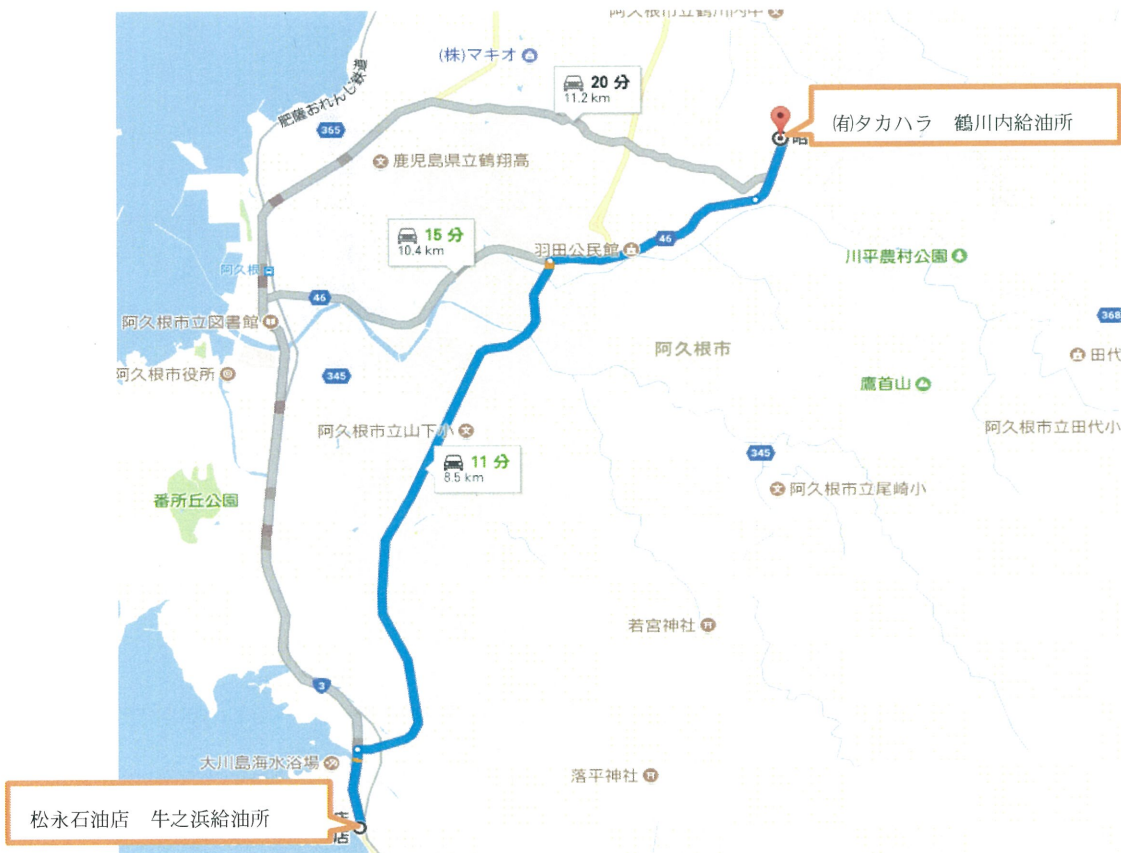 阿久根市立鶴川内中
(株)マキオ
20 分
11.2 km
肥薩おれんじ鉄道
365
(有)タカハラ　鶴川内給油所
昭
鹿児島県立鶴翔高
15 分
10.4 km
羽田公民館
46
川平農村公園
阿久根
46
368
阿久根市立図書館
阿久根市
田代
345
阿久根市役所
鷹首山
阿久根市立山下小
阿久根市立田代小
345
11 分
8.5 km
番所丘公園
阿久根市立尾崎小
若宮神社
3
大川島海水浴場
落平神社
松永石油店　牛之浜給油所
店